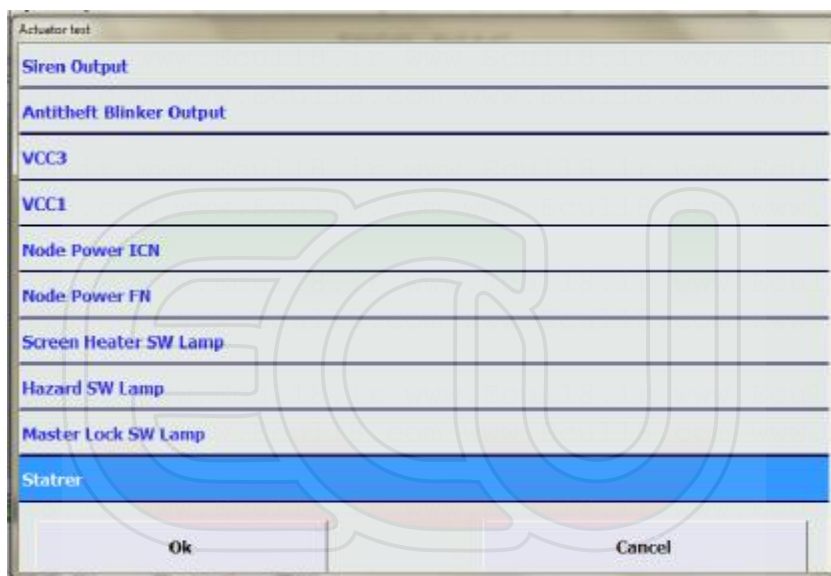 Actuator test
Siren Output
Antitheft Blinker Output
VCC3
VCC1
Node Power ICN
Node Power FN
Screen Heater SW Lamp
Hazard SW Lamp
Master Lock SW Lamp
Statrer
Ok
Cancel
ECU